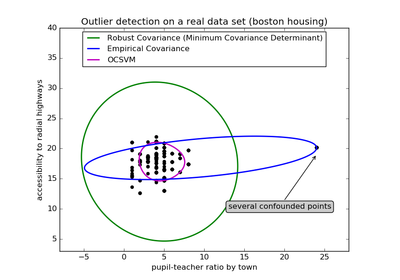 Outlier detection on a real data set (boston housing)
40
Robust Covariance (Minimum Covariance Determinant)
Empirical Covariance
OCSVM
35
30
25
20
15
10
5
accessibility to radial highways
several confounded points
−5
0
5
10
15
20
25
pupil-teacher ratio by town